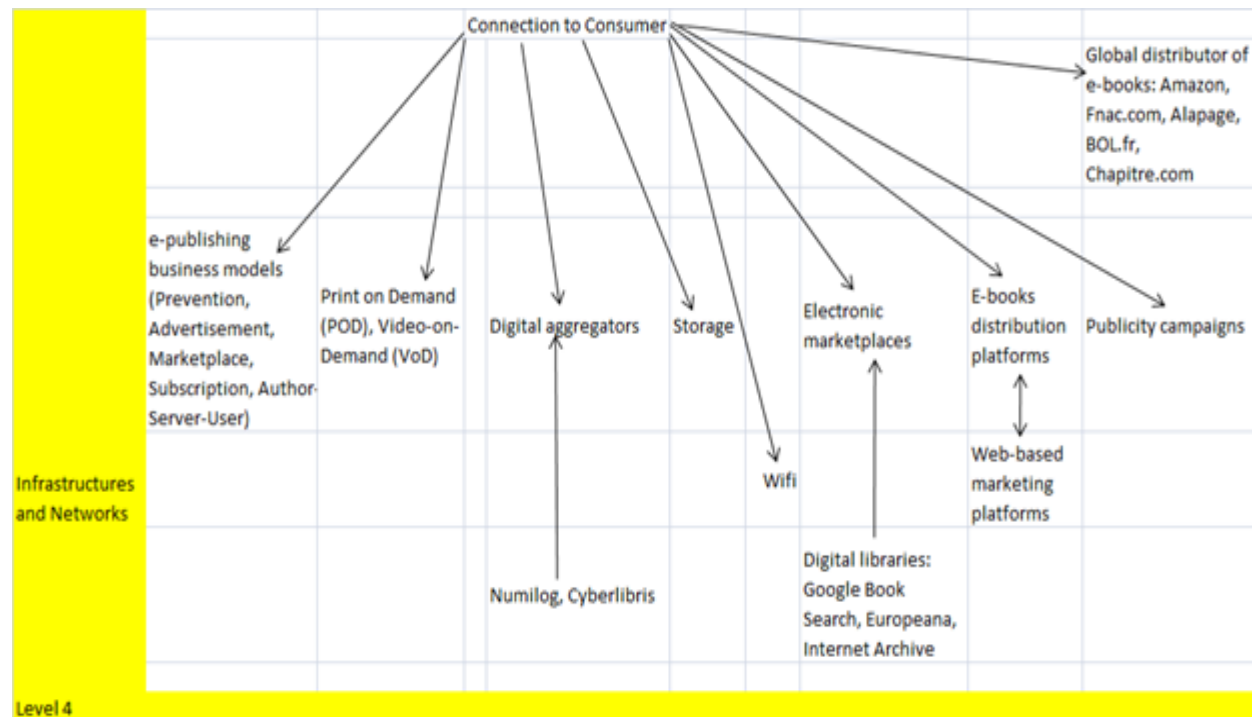 Connection to Consumer
Global distributor of
e-books: Amazon,
Fnac.com, Alapage,
BOL.fr,
Chapitre.com
e-publishing
business models
(Prevention,
Advertisement,
Marketplace,
Subscription, Author-
Server-User)
Print on Demand
(POD), Video-on-
Demand (VoD)
Digital aggregators
Storage
Electronic
marketplaces
E-books
distribution
platforms
Publicity campaigns
Infrastructures
and Networks
Wifi
Web-based
marketing
platforms
Numilog, Cyberlibris
Digital libraries:
Google Book
Search, Europeana,
Internet Archive
Level 4